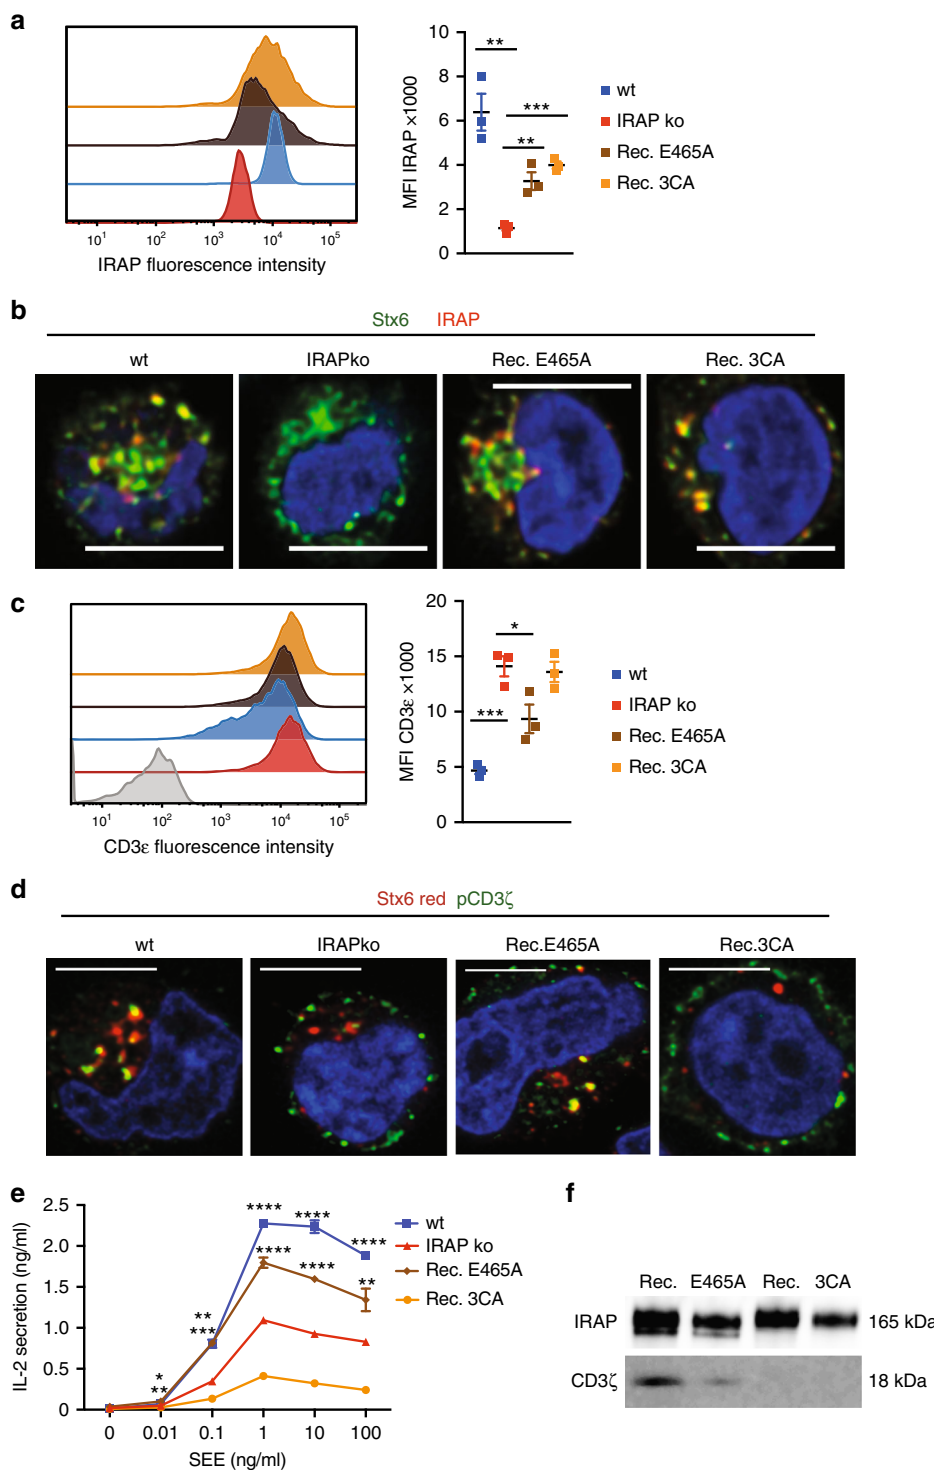 a
10
8
6
4
2
0
MFI IRAP ×1000
**
***
**
wt
IRAP ko
Rec. E465A
Rec. 3CA
10¹ 10² 10³ 10⁴ 10⁵
IRAP fluorescence intensity
b
Stx6 IRAP
wt IRAPko Rec. E465A Rec. 3CA
c
20
15
10
5
0
MFI CD3ε ×1000
*
***
wt
IRAP ko
Rec. E465A
Rec. 3CA
10¹ 10² 10³ 10⁴ 10⁵
CD3ε fluorescence intensity
d
Stx6 red pCD3ζ
wt IRAPko Rec.E465A Rec.3CA
e
2.5
2.0
1.5
1.0
0.5
0
IL-2 secretion (ng/ml)
**** **** ****
**** **** **
**
***
*
**
wt
IRAP ko
Rec. E465A
Rec. 3CA
0 0.01 0.1 1 10 100
SEE (ng/ml)
f
Rec. E465A Rec. 3CA
IRAP 165 kDa
CD3ζ 18 kDa